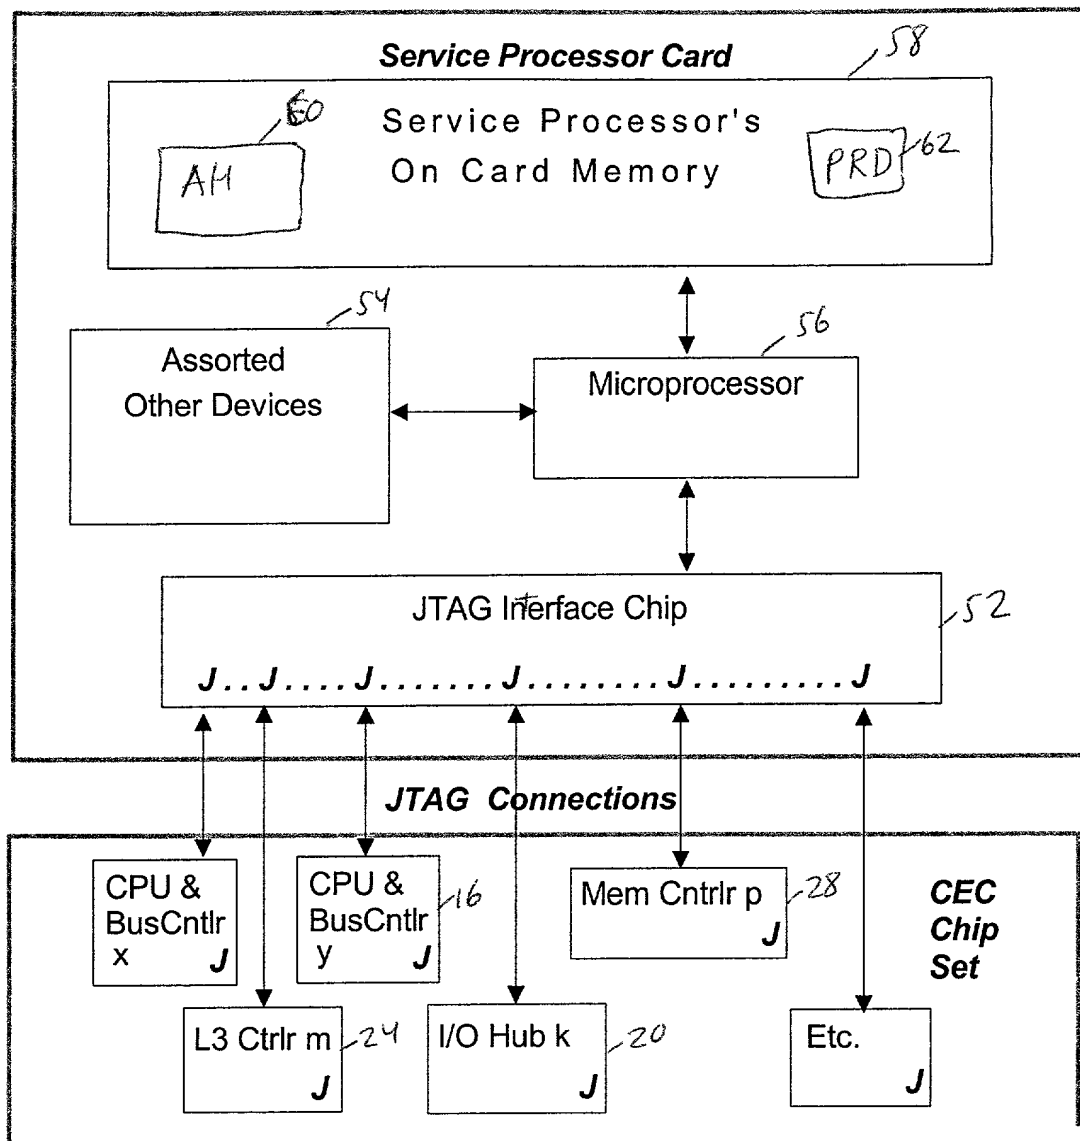 Service Processor Card
58
60
Service Processor's
AH
PRD
62
On Card Memory
54
56
Assorted
Other Devices
Microprocessor
JTAG Interface Chip
52
J . . J . . . . J . . . . . . . J . . . . . . . . J . . . . . . . . . J
JTAG Connections
CPU &
BusCntlr
x J
CPU &
BusCntlr
y J
16
Mem Cntrlr p
J
28
CEC
Chip
Set
L3 Ctrlr m
J
24
I/O Hub k
J
20
Etc.
J